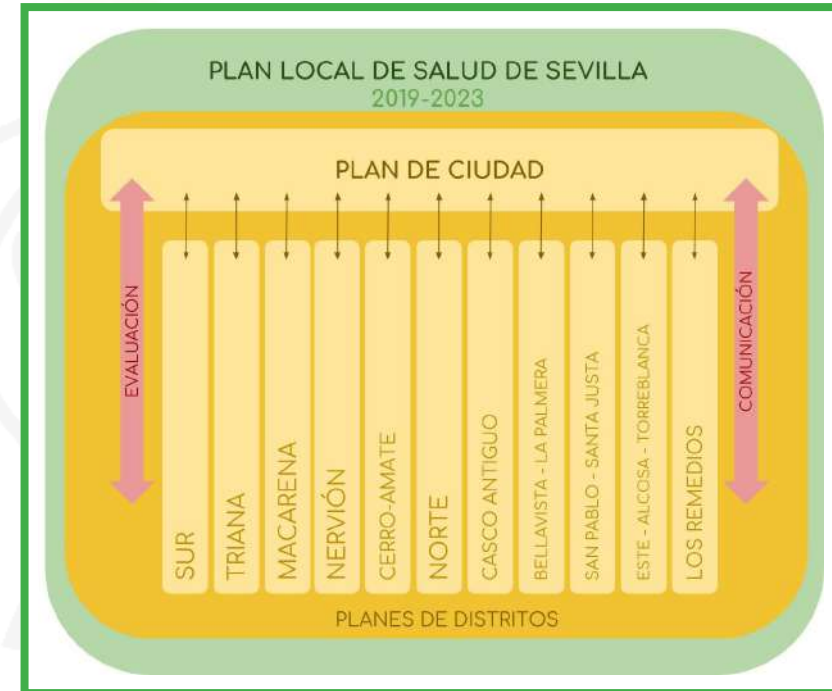 PLAN LOCAL DE SALUD DE SEVILLA
2019-2023
PLAN DE CIUDAD
EVALUACIÓN
SUR
TRIANA
MACARENA
NERVIÓN
CERRO-AMATE
NORTE
CASCO ANTIGUO
BELLAVISTA - LA PALMERA
SAN PABLO - SANTA JUSTA
ESTE - ALCOSA - TORREBLANCA
LOS REMEDIOS
COMUNICACIÓN
PLANES DE DISTRITOS